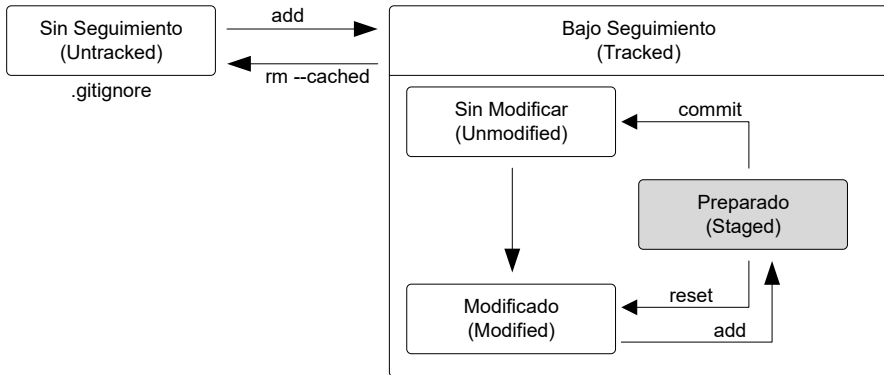 Sin Seguimiento
(Untracked)
.gitignore
add
rm --cached
Bajo Seguimiento
(Tracked)
Sin Modificar
(Unmodified)
commit
Preparado
(Staged)
Modificado
(Modified)
reset
add